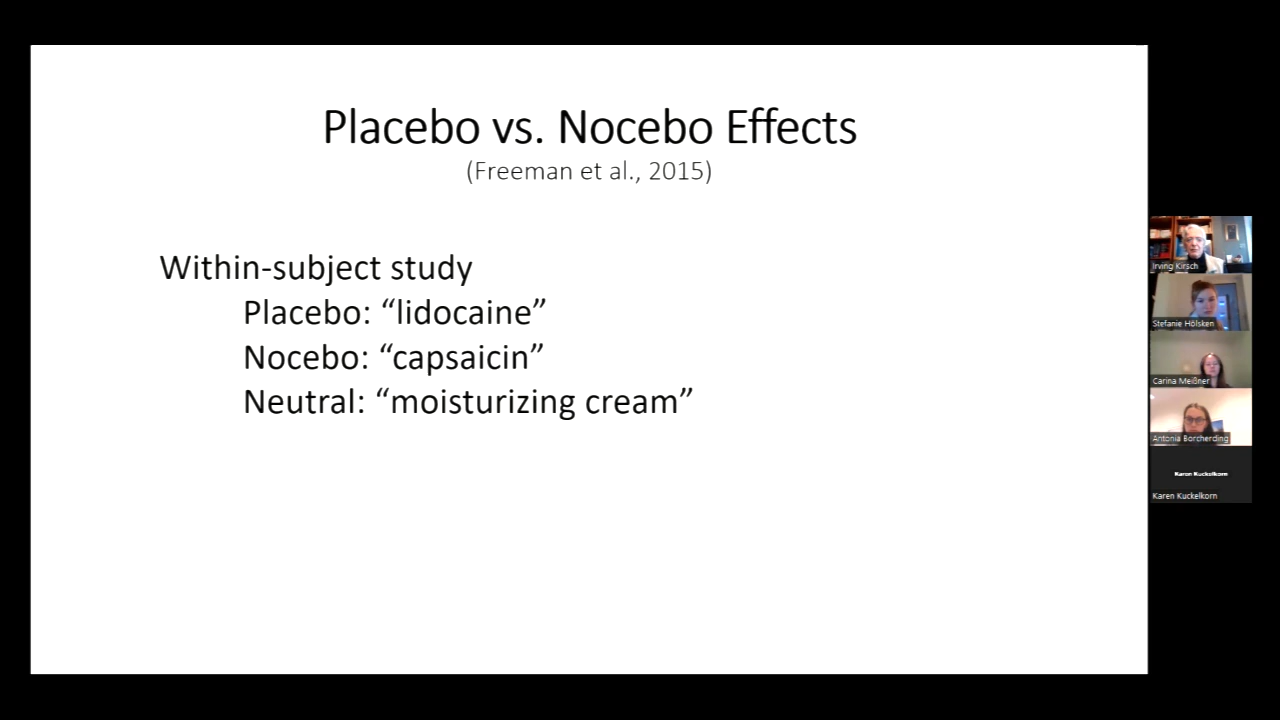 Placebo vs. Nocebo Effects
(Freeman et al., 2015)
Within-subject study
Placebo: “lidocaine”
Nocebo: “capsaicin”
Neutral: “moisturizing cream”
Irving Kirsch
Stefanie Hölsken
Carina Meißner
Antonia Borcherding
Karen Kuckelkorn
Karen Kuckelkorn